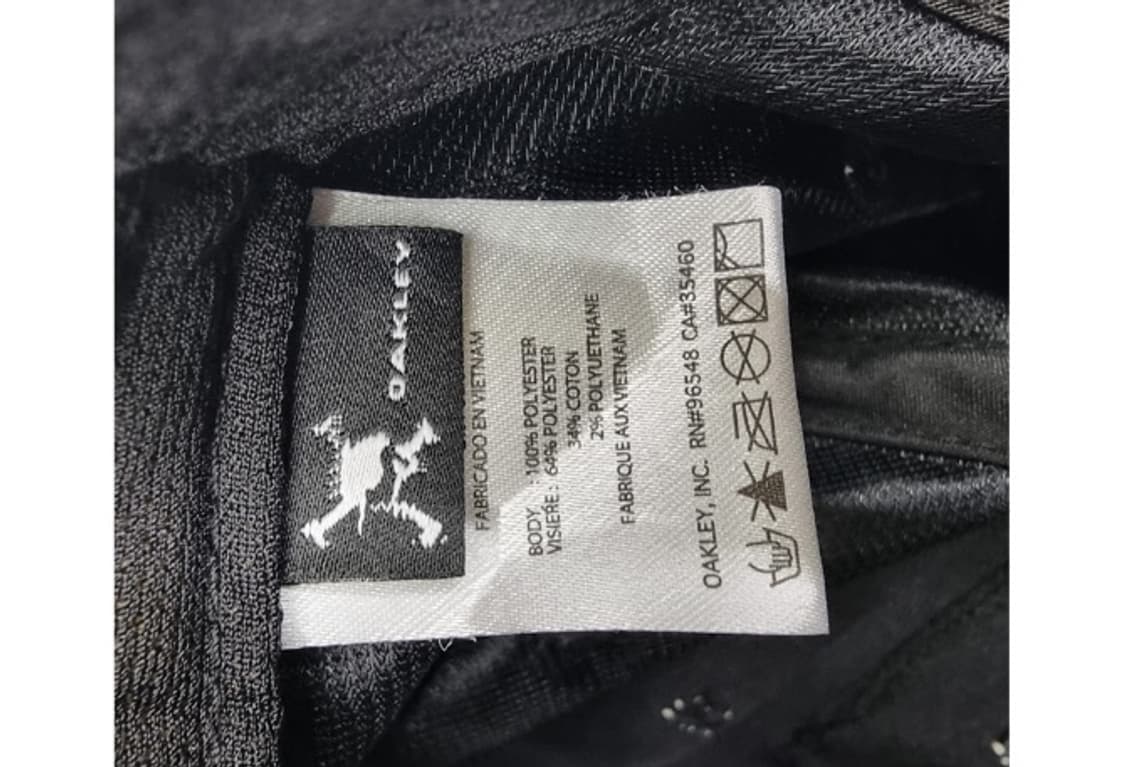 OAKLEY
FABRICADO EN VIETNAM
BODY : 100% POLYESTER
VISIERE : 64% POLYESTER
34% COTON
2% POLYUETHANE
FABRIQUE AUX VIETNAM
OAKLEY, INC. RN#96548 CA#35460